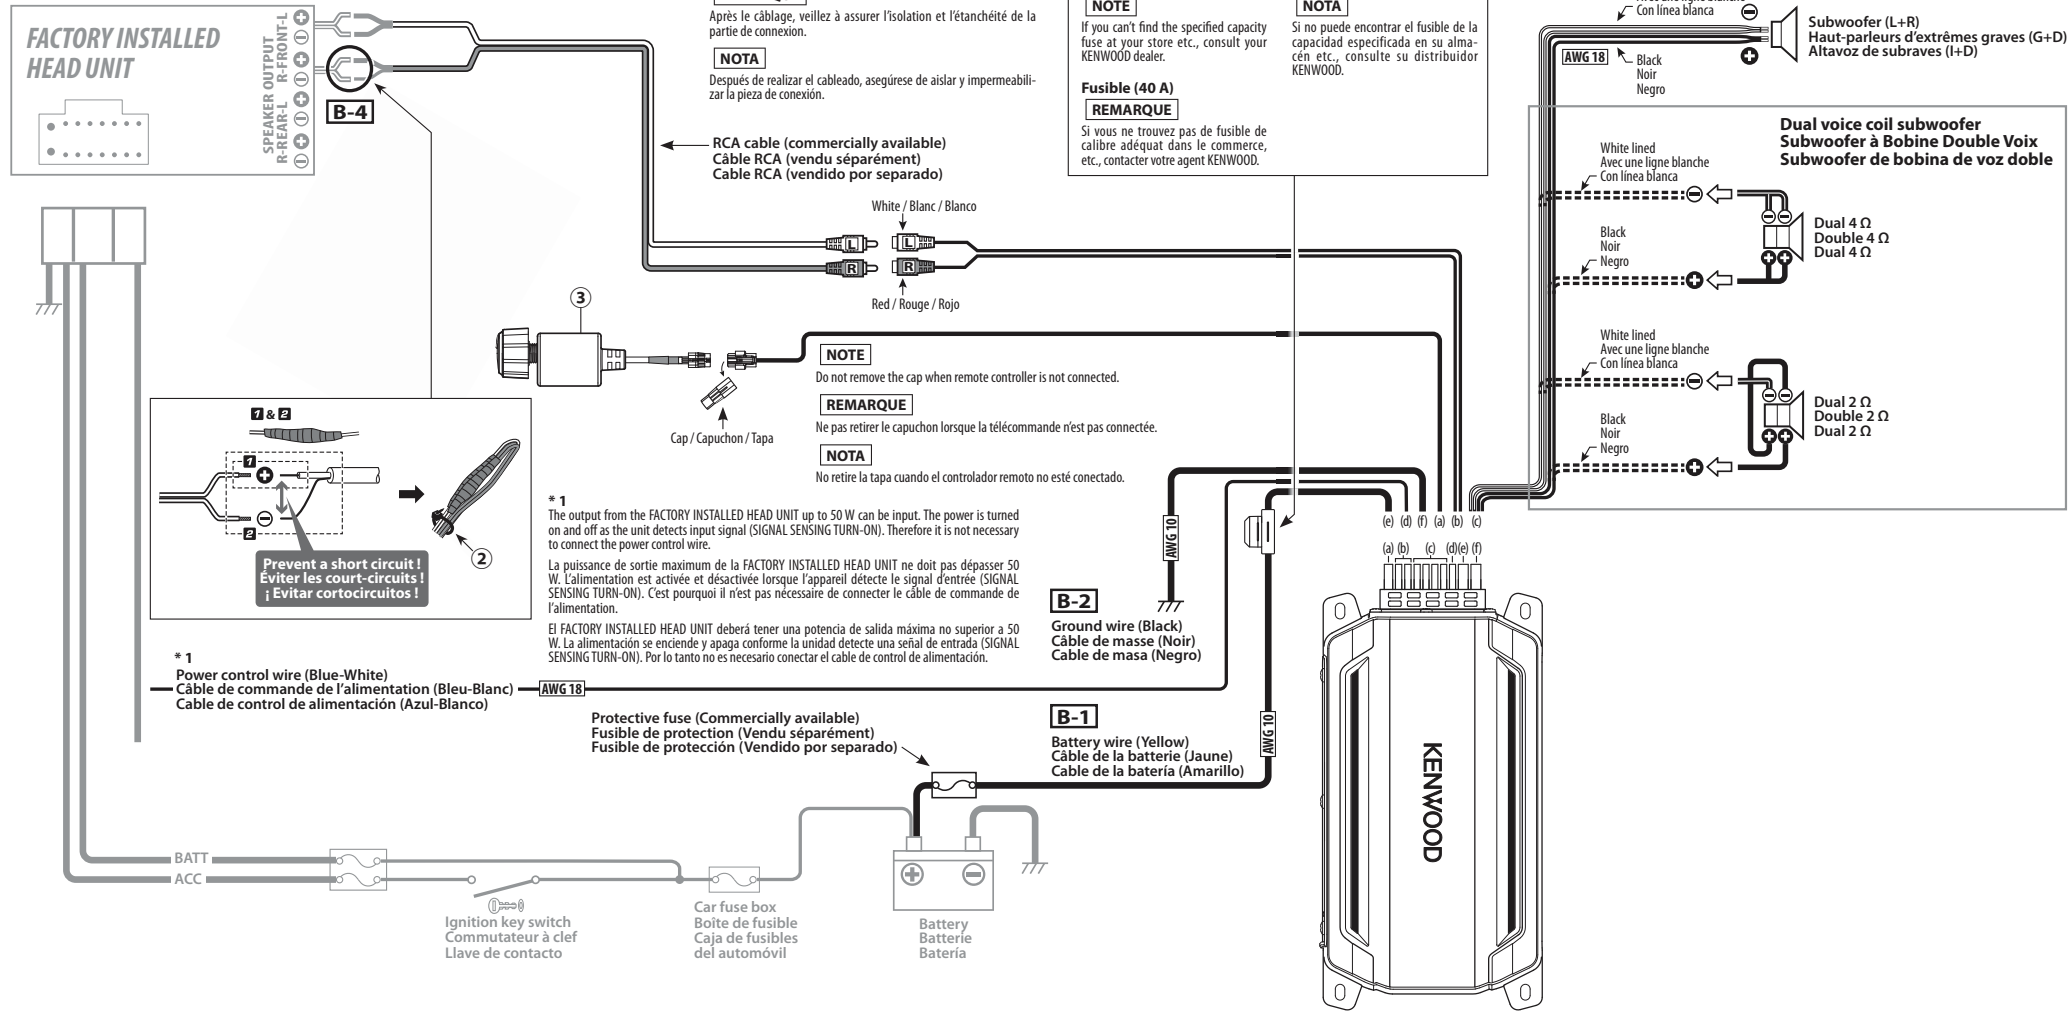 FACTORY INSTALLED
HEAD UNIT
SPEAKER OUTPUT
R-FRONT-L
R-REAR-L
B-4
Après le câblage, veillez à assurer l'isolation et l'étanchéité de la
partie de connexion.
NOTA
Después de realizar el cableado, asegúrese de aislar y impermeabili-
zar la pieza de conexión.
RCA cable (commercially available)
Câble RCA (vendu séparément)
Cable RCA (vendido por separado)
NOTE
If you can't find the specified capacity
fuse at your store etc., consult your
KENWOOD dealer.
Fusible (40 A)
REMARQUE
Si vous ne trouvez pas de fusible de
calibre adéquat dans le commerce,
etc., contacter votre agent KENWOOD.
NOTA
Si no puede encontrar el fusible de la
capacidad especificada en su alma-
cén etc., consulte su distribuidor
KENWOOD.
Con línea blanca
Subwoofer (L+R)
Haut-parleurs d'extrêmes graves (G+D)
Altavoz de subraves (I+D)
AWG 18
Black
Noir
Negro
Dual voice coil subwoofer
Subwoofer à Bobine Double Voix
Subwoofer de bobina de voz doble
White lined
Avec une ligne blanche
Con línea blanca
Black
Noir
Negro
Dual 4 Ω
Double 4 Ω
Dual 4 Ω
White lined
Avec une ligne blanche
Con línea blanca
Black
Noir
Negro
Dual 2 Ω
Double 2 Ω
Dual 2 Ω
White / Blanc / Blanco
L
L
R
R
Red / Rouge / Rojo
3
Cap / Capuchon / Tapa
NOTE
Do not remove the cap when remote controller is not connected.
REMARQUE
Ne pas retirer le capuchon lorsque la télécommande n'est pas connectée.
NOTA
No retire la tapa cuando el controlador remoto no esté conectado.
1 & 2
1
2
Prevent a short circuit !
Éviter les court-circuits !
¡ Evitar cortocircuitos !
2
* 1
The output from the FACTORY INSTALLED HEAD UNIT up to 50 W can be input. The power is turned
on and off as the unit detects input signal (SIGNAL SENSING TURN-ON). Therefore it is not necessary
to connect the power control wire.
La puissance de sortie maximum de la FACTORY INSTALLED HEAD UNIT ne doit pas dépasser 50
W. L'alimentation est activée et désactivée lorsque l'appareil détecte le signal d'entrée (SIGNAL
SENSING TURN-ON). C'est pourquoi il n'est pas nécessaire de connecter le câble de commande de
l'alimentation.
El FACTORY INSTALLED HEAD UNIT deberá tener una potencia de salida máxima no superior a 50
W. La alimentación se enciende y apaga conforme la unidad detecte una señal de entrada (SIGNAL
SENSING TURN-ON). Por lo tanto no es necesario conectar el cable de control de alimentación.
* 1
Power control wire (Blue-White)
Câble de commande de l'alimentation (Bleu-Blanc)
Cable de control de alimentación (Azul-Blanco)
AWG 18
AWG 10
B-2
Ground wire (Black)
Câble de masse (Noir)
Cable de masa (Negro)
(e) (d) (f) (a) (b) (c)
(a) (b) (c) (d) (e) (f)
Protective fuse (Commercially available)
Fusible de protection (Vendu séparément)
Fusible de protección (Vendido por separado)
B-1
Battery wire (Yellow)
Câble de la batterie (Jaune)
Cable de la batería (Amarillo)
AWG 10
KENWOOD
BATT
ACC
Ignition key switch
Commutateur à clef
Llave de contacto
Car fuse box
Boîte de fusible
Caja de fusibles
del automóvil
Battery
Batterie
Batería